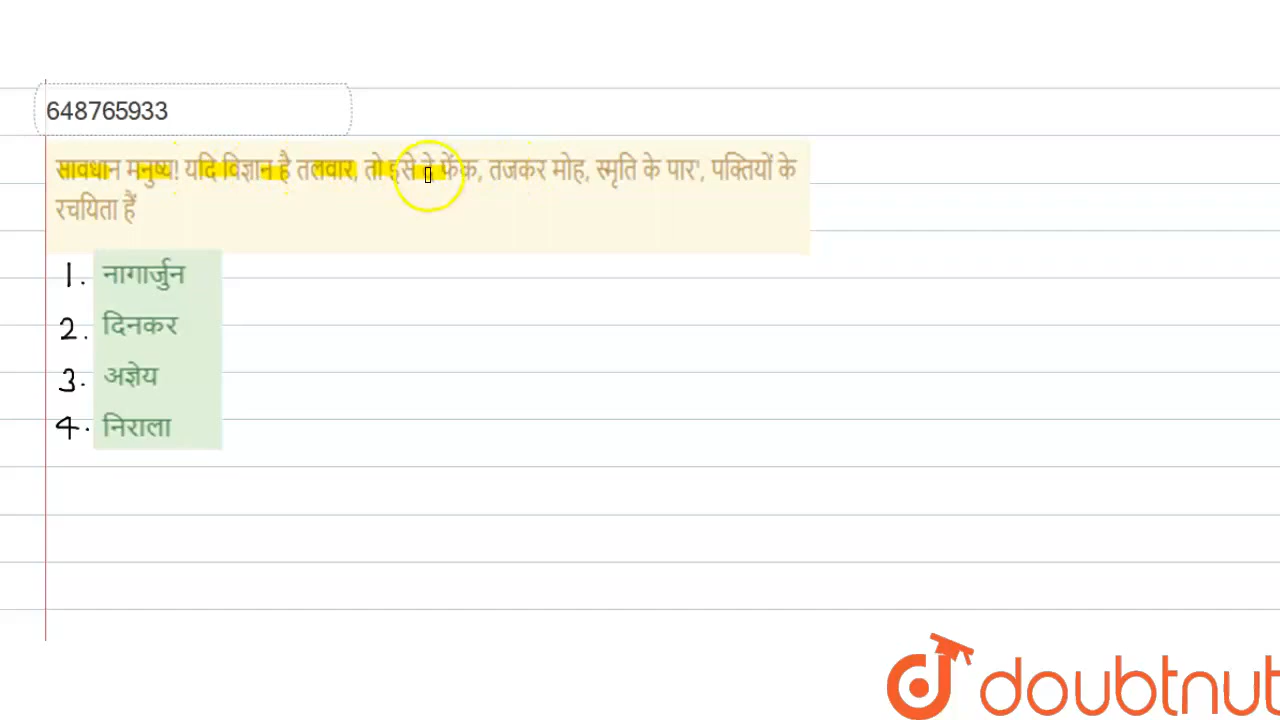 648765933
सावधान मनुष्य! यदि विज्ञान है तलवार, तो इसे दे फेंक, तजकर मोह, स्मृति के पार', पक्तियों के
रचयिता हैं
1. नागार्जुन
2. दिनकर
3. अज्ञेय
4. निराला
doubtnut